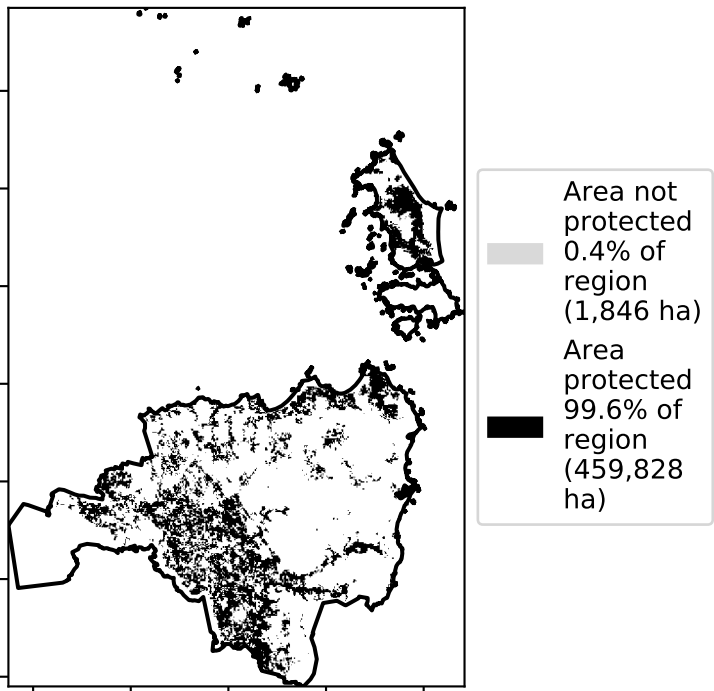 Area not
protected
0.4% of
region
(1,846 ha)
Area
protected
99.6% of
region
(459,828
ha)